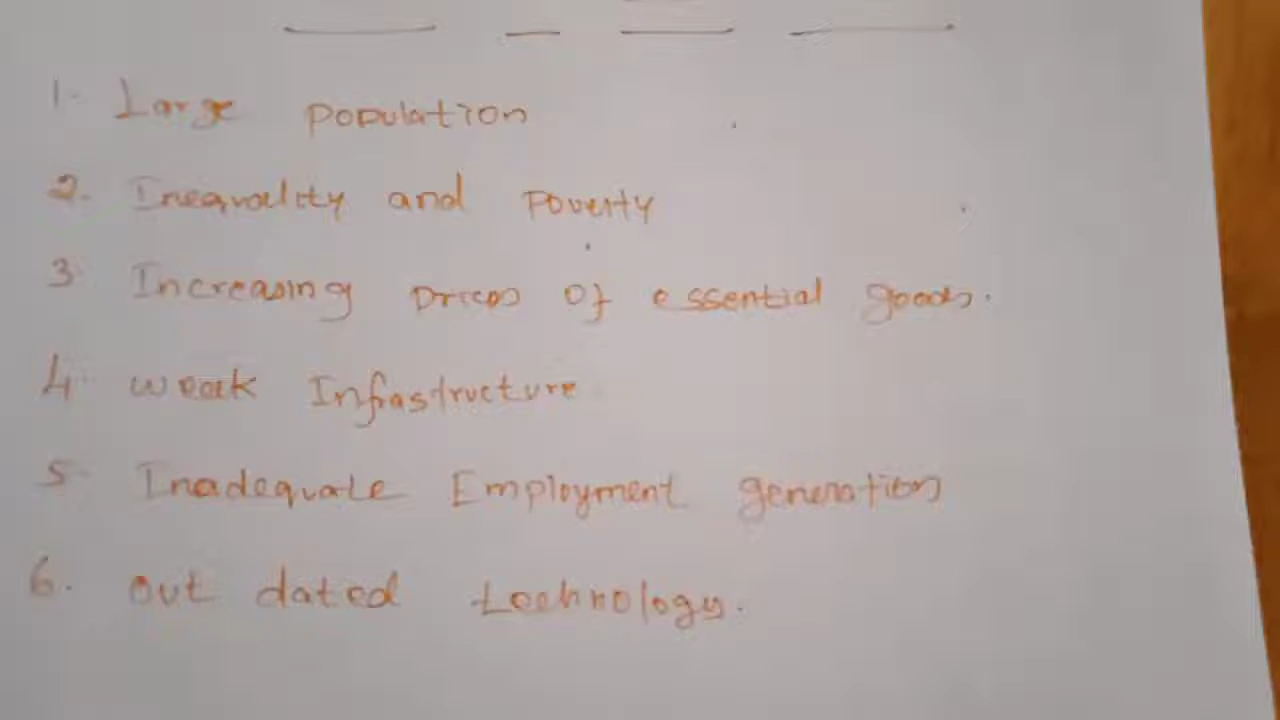 1. Large population
2. Inequality and Poverty
3. Increasing prices of essential goods.
4. Weak Infrastructure
5. Inadequate Employment generation
6. out dated technology.